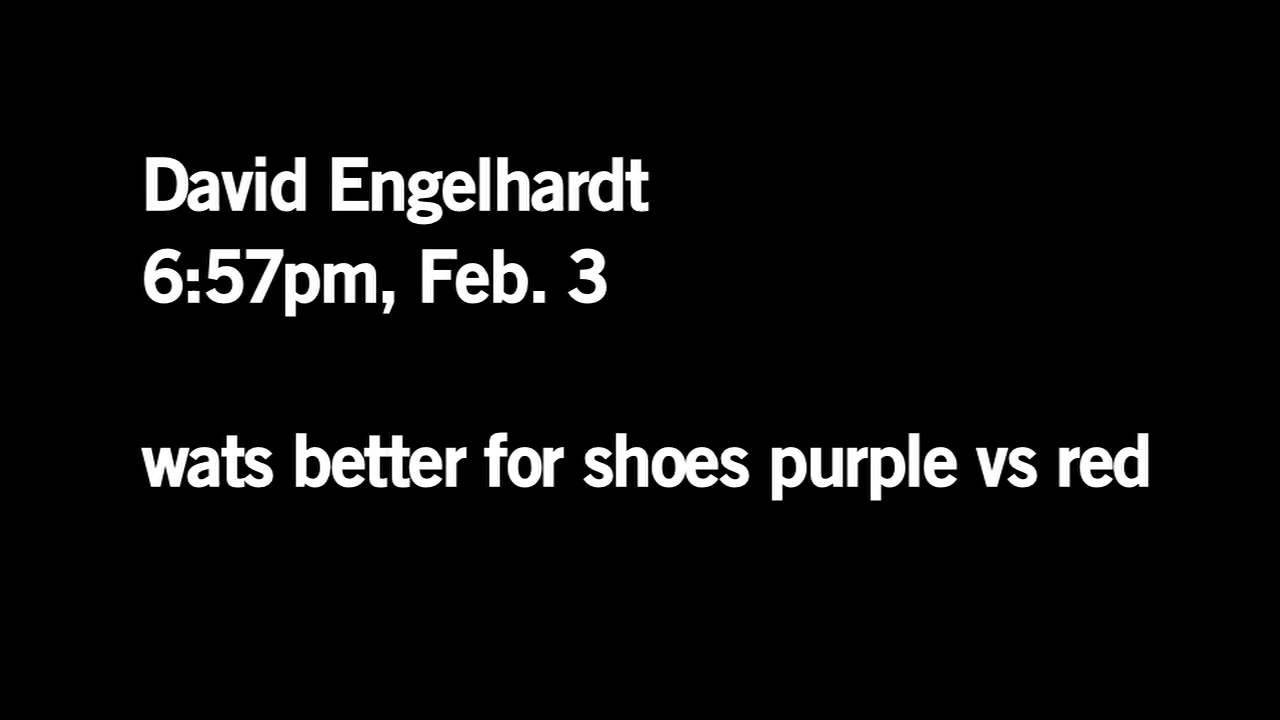 David Engelhardt
6:57pm, Feb. 3
wats better for shoes purple vs red